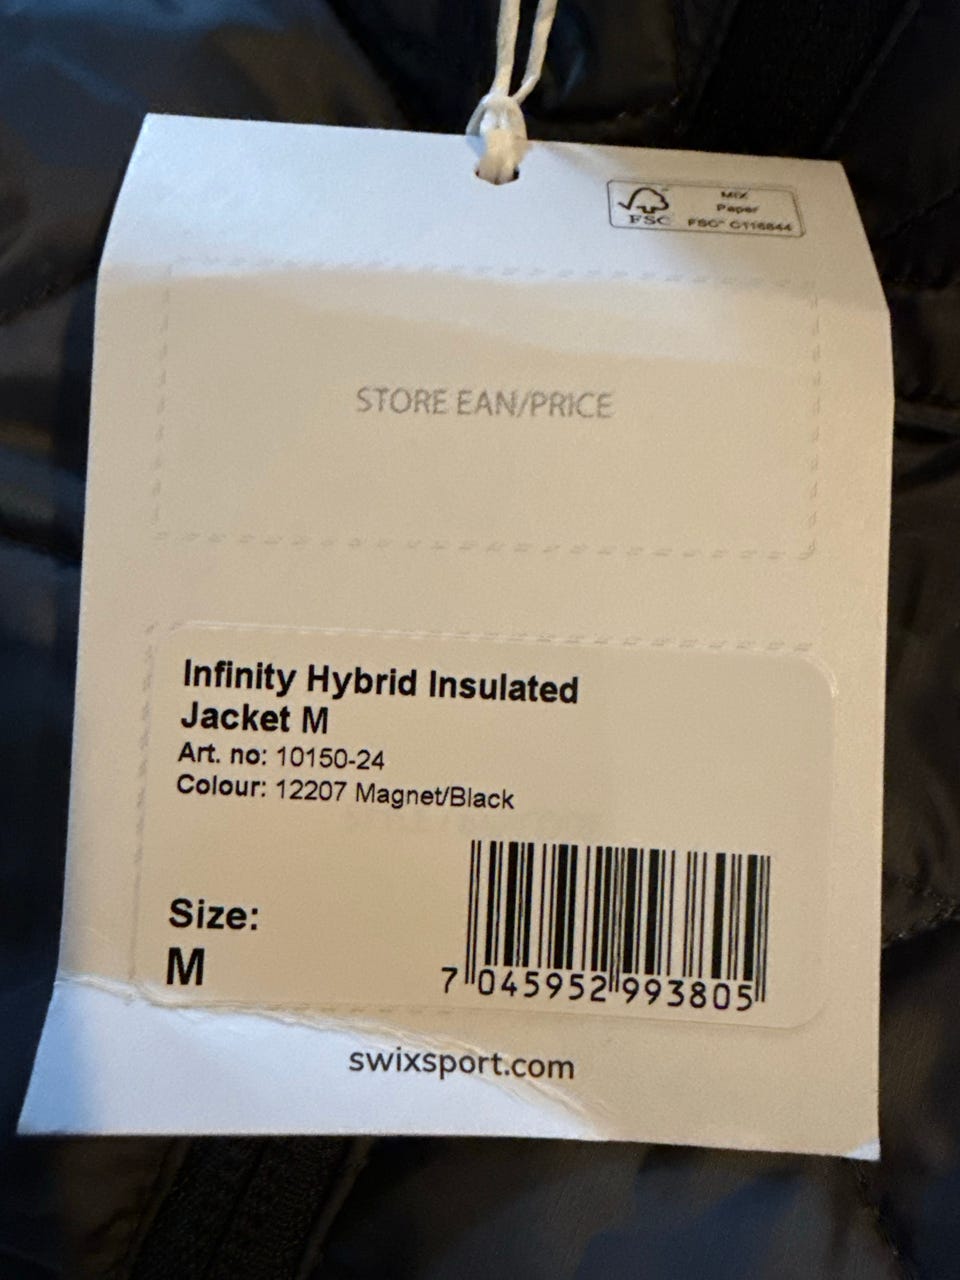 MIX
Paper
FSC
FSC® C116844
STORE EAN/PRICE
Infinity Hybrid Insulated
Jacket M
Art. no: 10150-24
Colour: 12207 Magnet/Black
Size:
M
7 045952 993805
swixsport.com